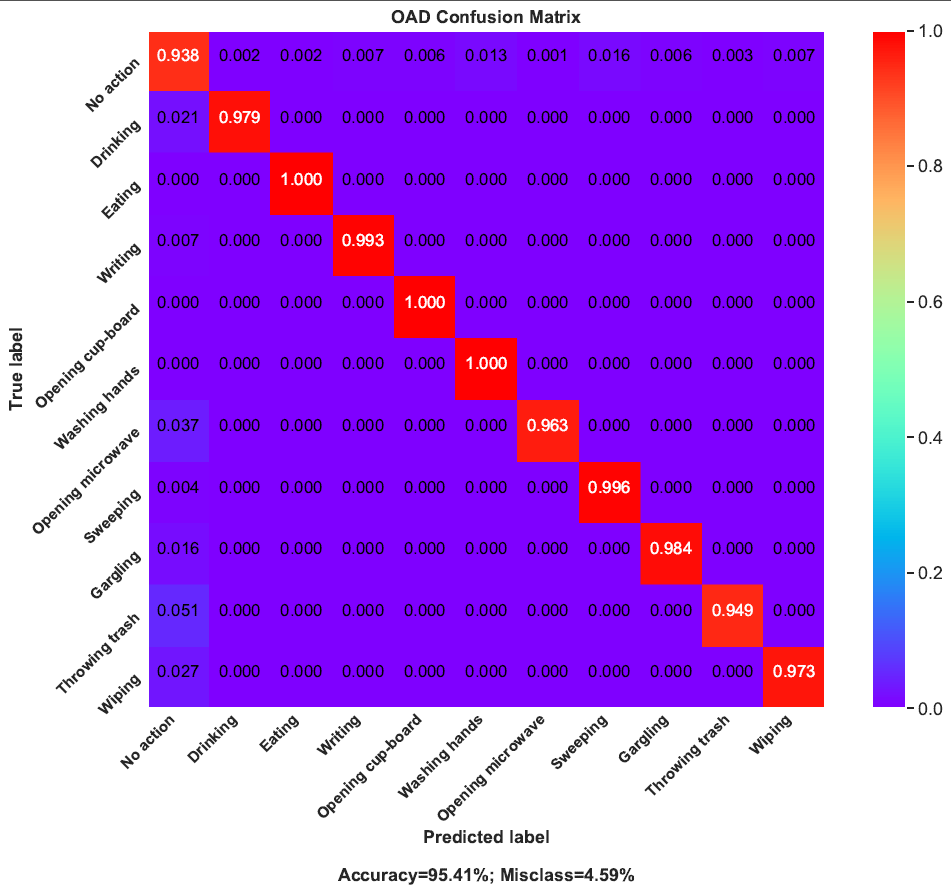 OAD Confusion Matrix
No action 0.938 0.002 0.002 0.007 0.006 0.013 0.001 0.016 0.006 0.003 0.007
Drinking 0.021 0.979 0.000 0.000 0.000 0.000 0.000 0.000 0.000 0.000 0.000
Eating 0.000 0.000 1.000 0.000 0.000 0.000 0.000 0.000 0.000 0.000 0.000
Writing 0.007 0.000 0.000 0.993 0.000 0.000 0.000 0.000 0.000 0.000 0.000
Opening cup-board 0.000 0.000 0.000 0.000 1.000 0.000 0.000 0.000 0.000 0.000 0.000
Washing hands 0.000 0.000 0.000 0.000 0.000 1.000 0.000 0.000 0.000 0.000 0.000
Opening microwave 0.037 0.000 0.000 0.000 0.000 0.000 0.963 0.000 0.000 0.000 0.000
Sweeping 0.004 0.000 0.000 0.000 0.000 0.000 0.000 0.996 0.000 0.000 0.000
Gargling 0.016 0.000 0.000 0.000 0.000 0.000 0.000 0.000 0.984 0.000 0.000
Throwing trash 0.051 0.000 0.000 0.000 0.000 0.000 0.000 0.000 0.000 0.949 0.000
Wiping 0.027 0.000 0.000 0.000 0.000 0.000 0.000 0.000 0.000 0.000 0.973
True label
No action Drinking Eating Writing Opening cup-board Washing hands Opening microwave Sweeping Gargling Throwing trash Wiping
Predicted label
Accuracy=95.41%; Misclass=4.59%
1.0
0.8
0.6
0.4
0.2
0.0